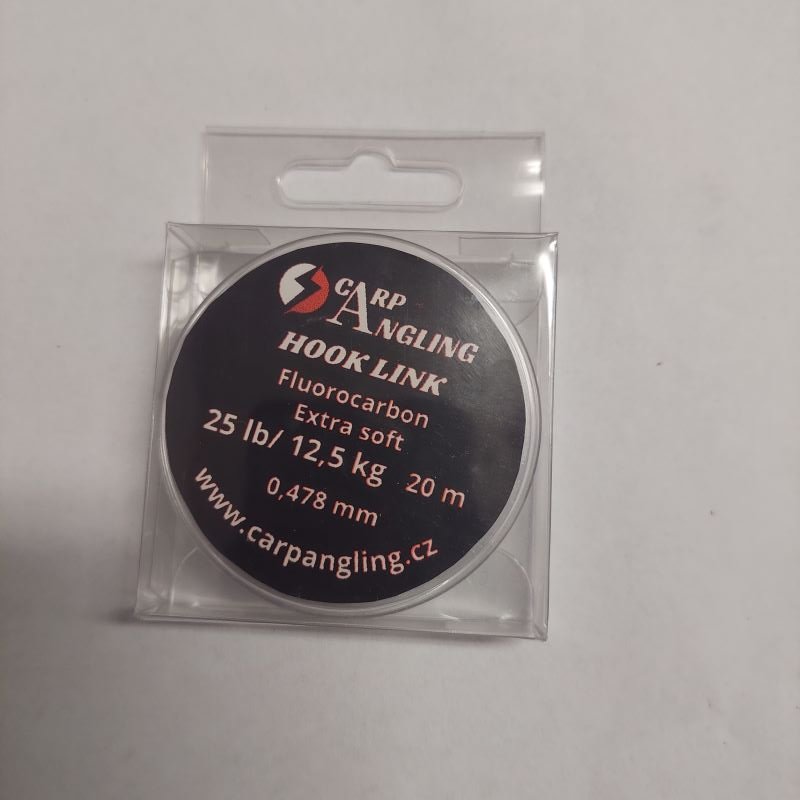 CARP
ANGLING
HOOK LINK
Fluorocarbon
Extra soft
25 lb/ 12,5 kg 20 m
0,478 mm
www.carpangling.cz